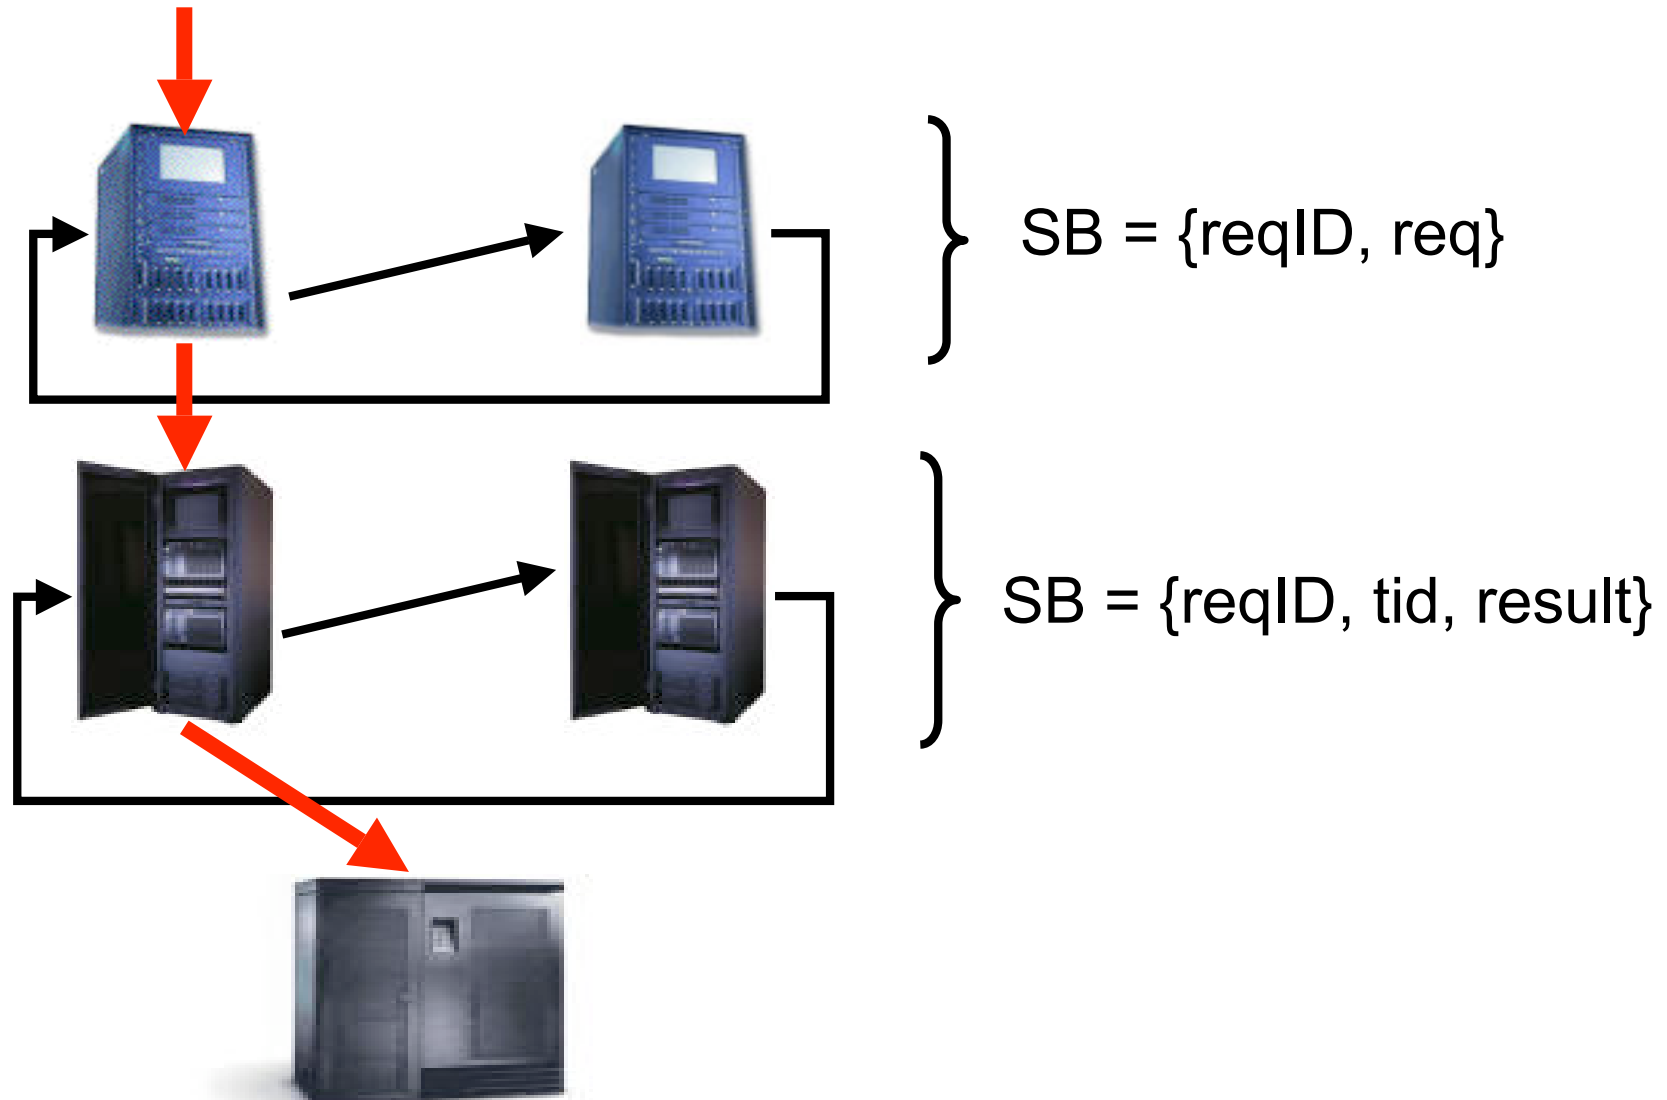 SB = {reqID, req}
SB = {reqID, tid, result}